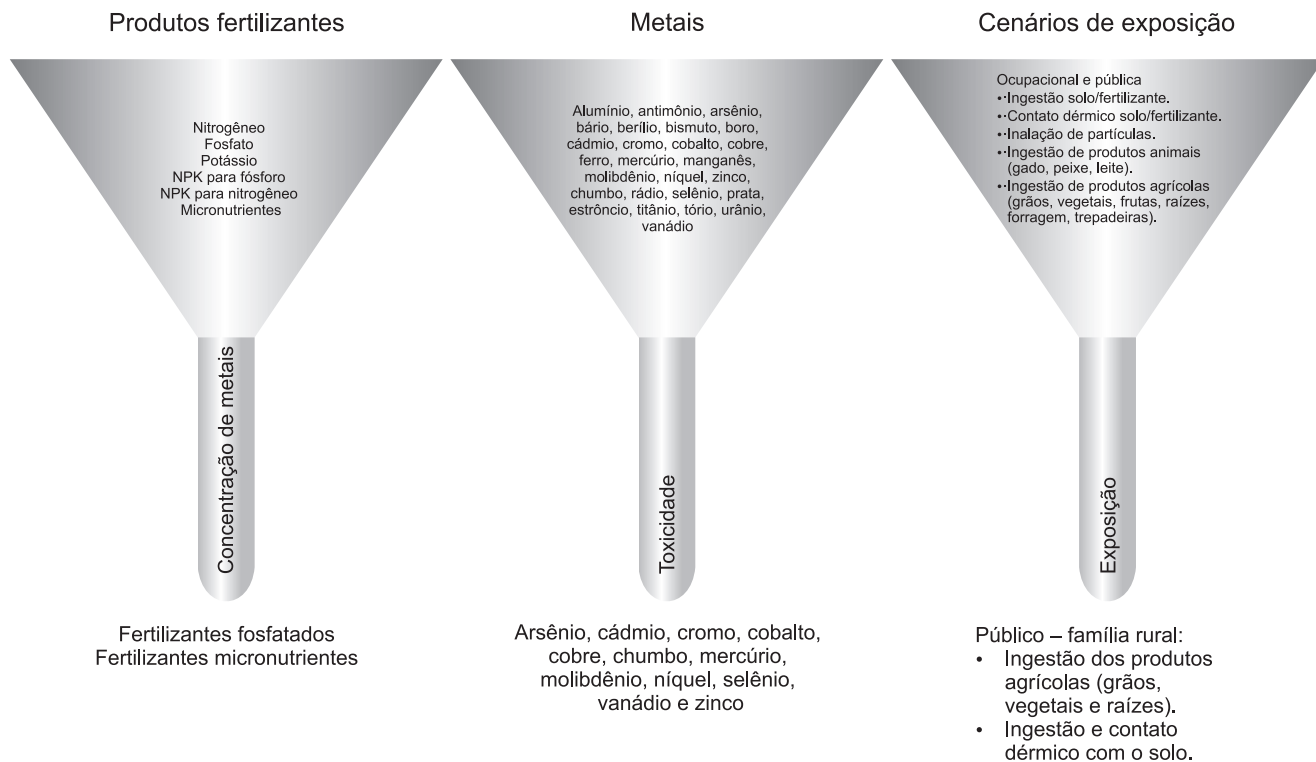 Produtos fertilizantes
Nitrogêneo
Fosfato
Potássio
NPK para fósforo
NPK para nitrogêneo
Micronutrientes
Concentração de metais
Fertilizantes fosfatados
Fertilizantes micronutrientes
Metais
Alumínio, antimônio, arsênio,
bário, berílio, bismuto, boro,
cádmio, cromo, cobalto, cobre,
ferro, mercúrio, manganês,
molibdênio, níquel, zinco,
chumbo, rádio, selênio, prata,
estrôncio, titânio, tório, urânio,
vanádio
Toxicidade
Arsênio, cádmio, cromo, cobalto,
cobre, chumbo, mercúrio,
molibdênio, níquel, selênio,
vanádio e zinco
Cenários de exposição
Ocupacional e pública
•·Ingestão solo/fertilizante.
•·Contato dérmico solo/fertilizante.
•·Inalação de partículas.
•·Ingestão de produtos animais
(gado, peixe, leite).
•·Ingestão de produtos agrícolas
(grãos, vegetais, frutas, raízes,
forragem, trepadeiras).
Exposição
Público – família rural:
• Ingestão dos produtos
agrícolas (grãos,
vegetais e raízes).
• Ingestão e contato
dérmico com o solo.